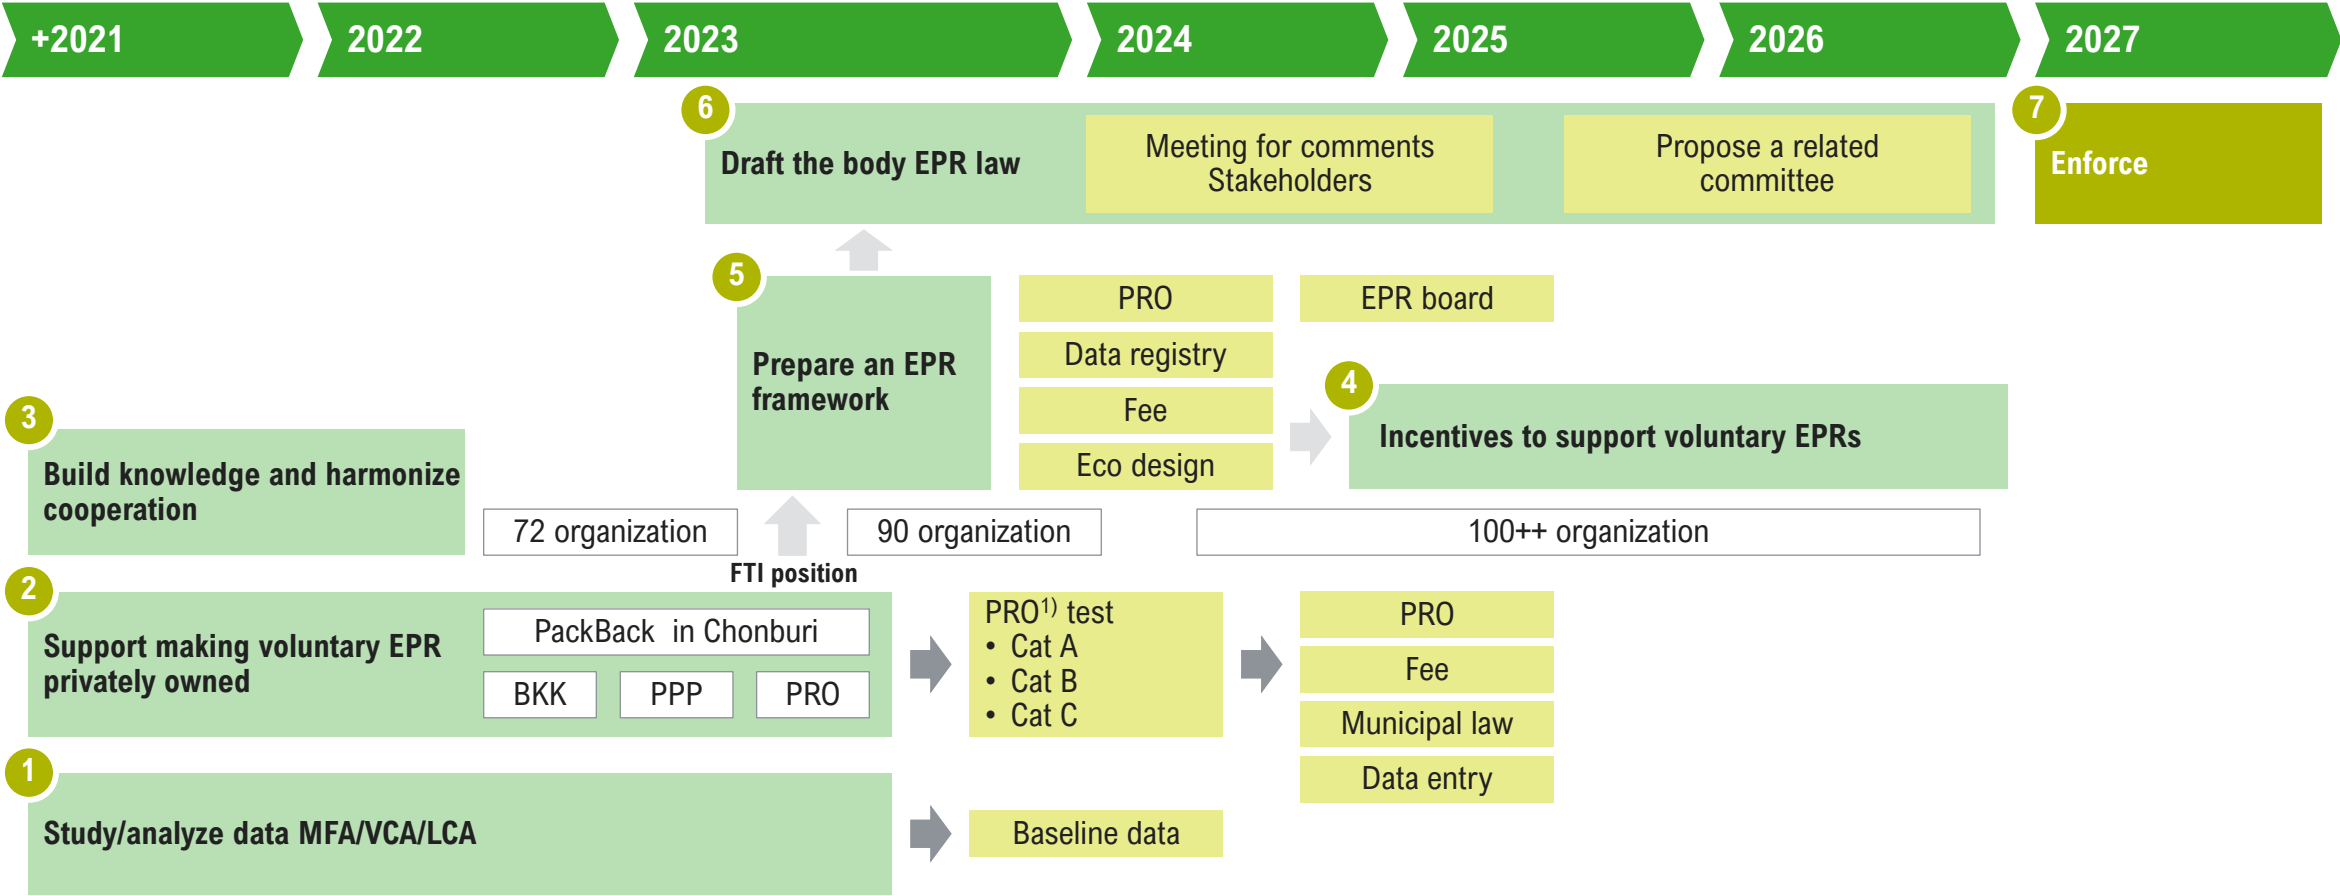 +2021
2022
2023
2024
2025
2026
2027
6
Draft the body EPR law
Meeting for comments
Stakeholders
Propose a related
committee
7
Enforce
5
Prepare an EPR
framework
PRO
Data registry
Fee
Eco design
EPR board
4
Incentives to support voluntary EPRs
3
Build knowledge and harmonize
cooperation
72 organization
90 organization
100++ organization
FTI position
2
Support making voluntary EPR
privately owned
PackBack in Chonburi
BKK
PPP
PRO
PRO1) test
• Cat A
• Cat B
• Cat C
PRO
Fee
Municipal law
Data entry
1
Study/analyze data MFA/VCA/LCA
Baseline data